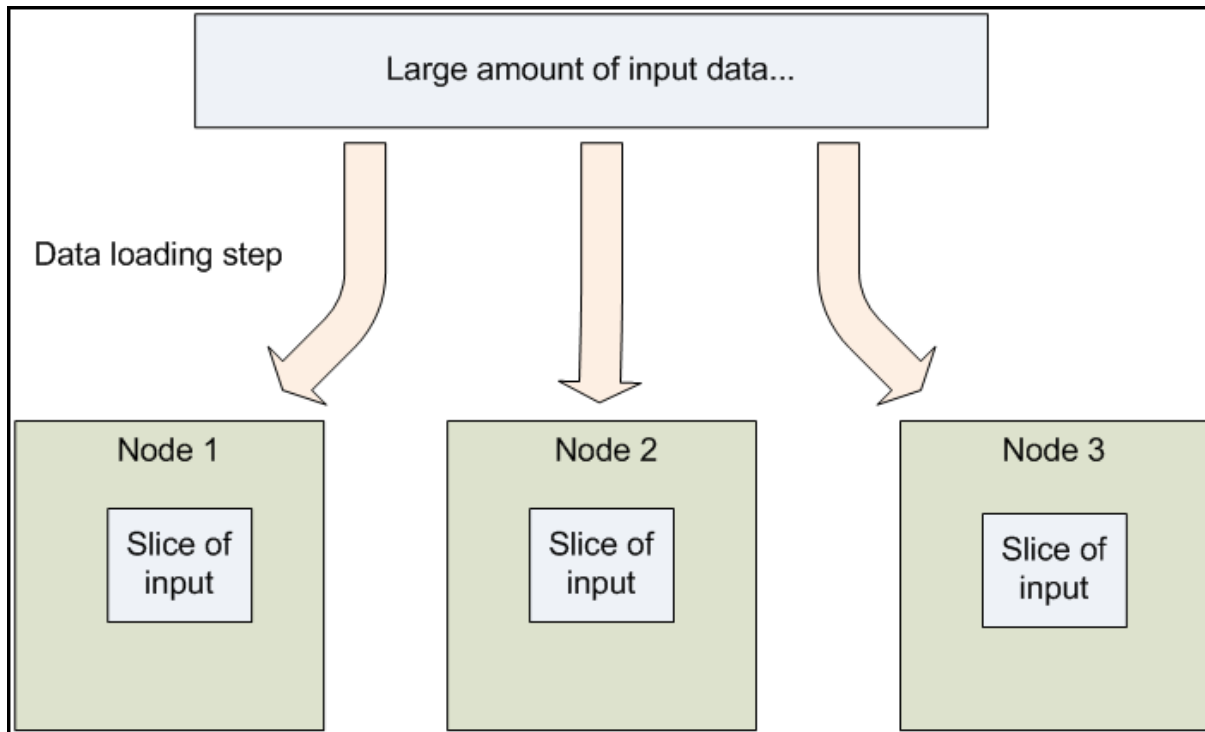 Large amount of input data...
Data loading step
Node 1
Slice of
input
Node 2
Slice of
input
Node 3
Slice of
input